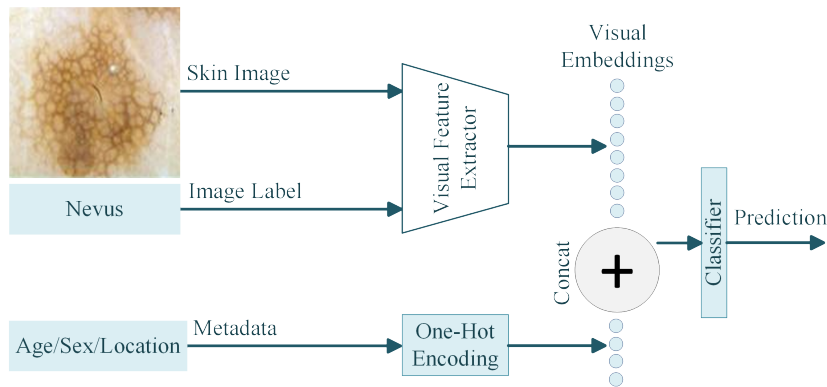 Visual
Embeddings
Skin Image
Visual Feature
Extractor
Nevus
Image Label
Classifier
Prediction
Concat
+
Age/Sex/Location
Metadata
One-Hot
Encoding